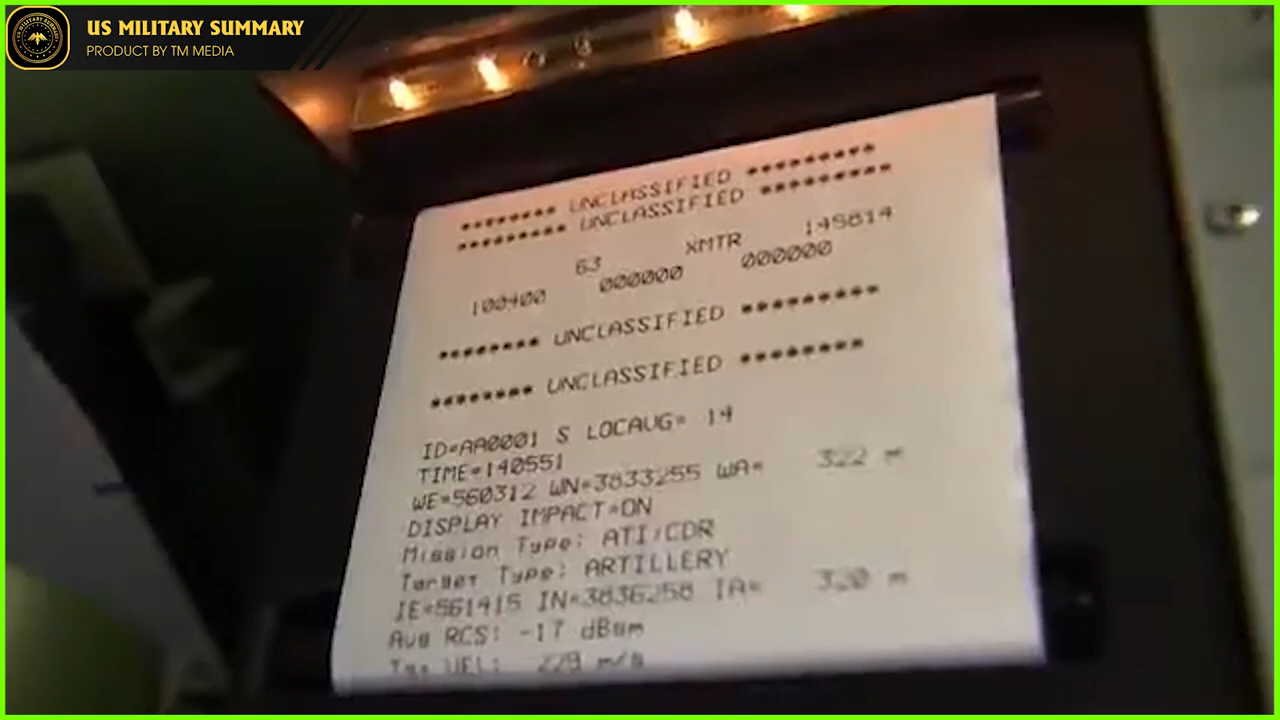 US MILITARY SUMMARY
PRODUCT BY TM MEDIA
******** UNCLASSIFIED *********
********* UNCLASSIFIED *********
63 XMTR 145814
100400 000000 000000
******** UNCLASSIFIED *********
******** UNCLASSIFIED ********
ID=AA0001 S LOCAVG= 14
TIME=140551
WE=560312 WN=3833255 WA= 322 m
DISPLAY IMPACT=ON
Mission Type: ATI;CDR
Target Type: ARTILLERY
IE=561415 IN=3836258 IA= 320 m
Avg RCS: -17 dBsm
VEL: 229 m/s